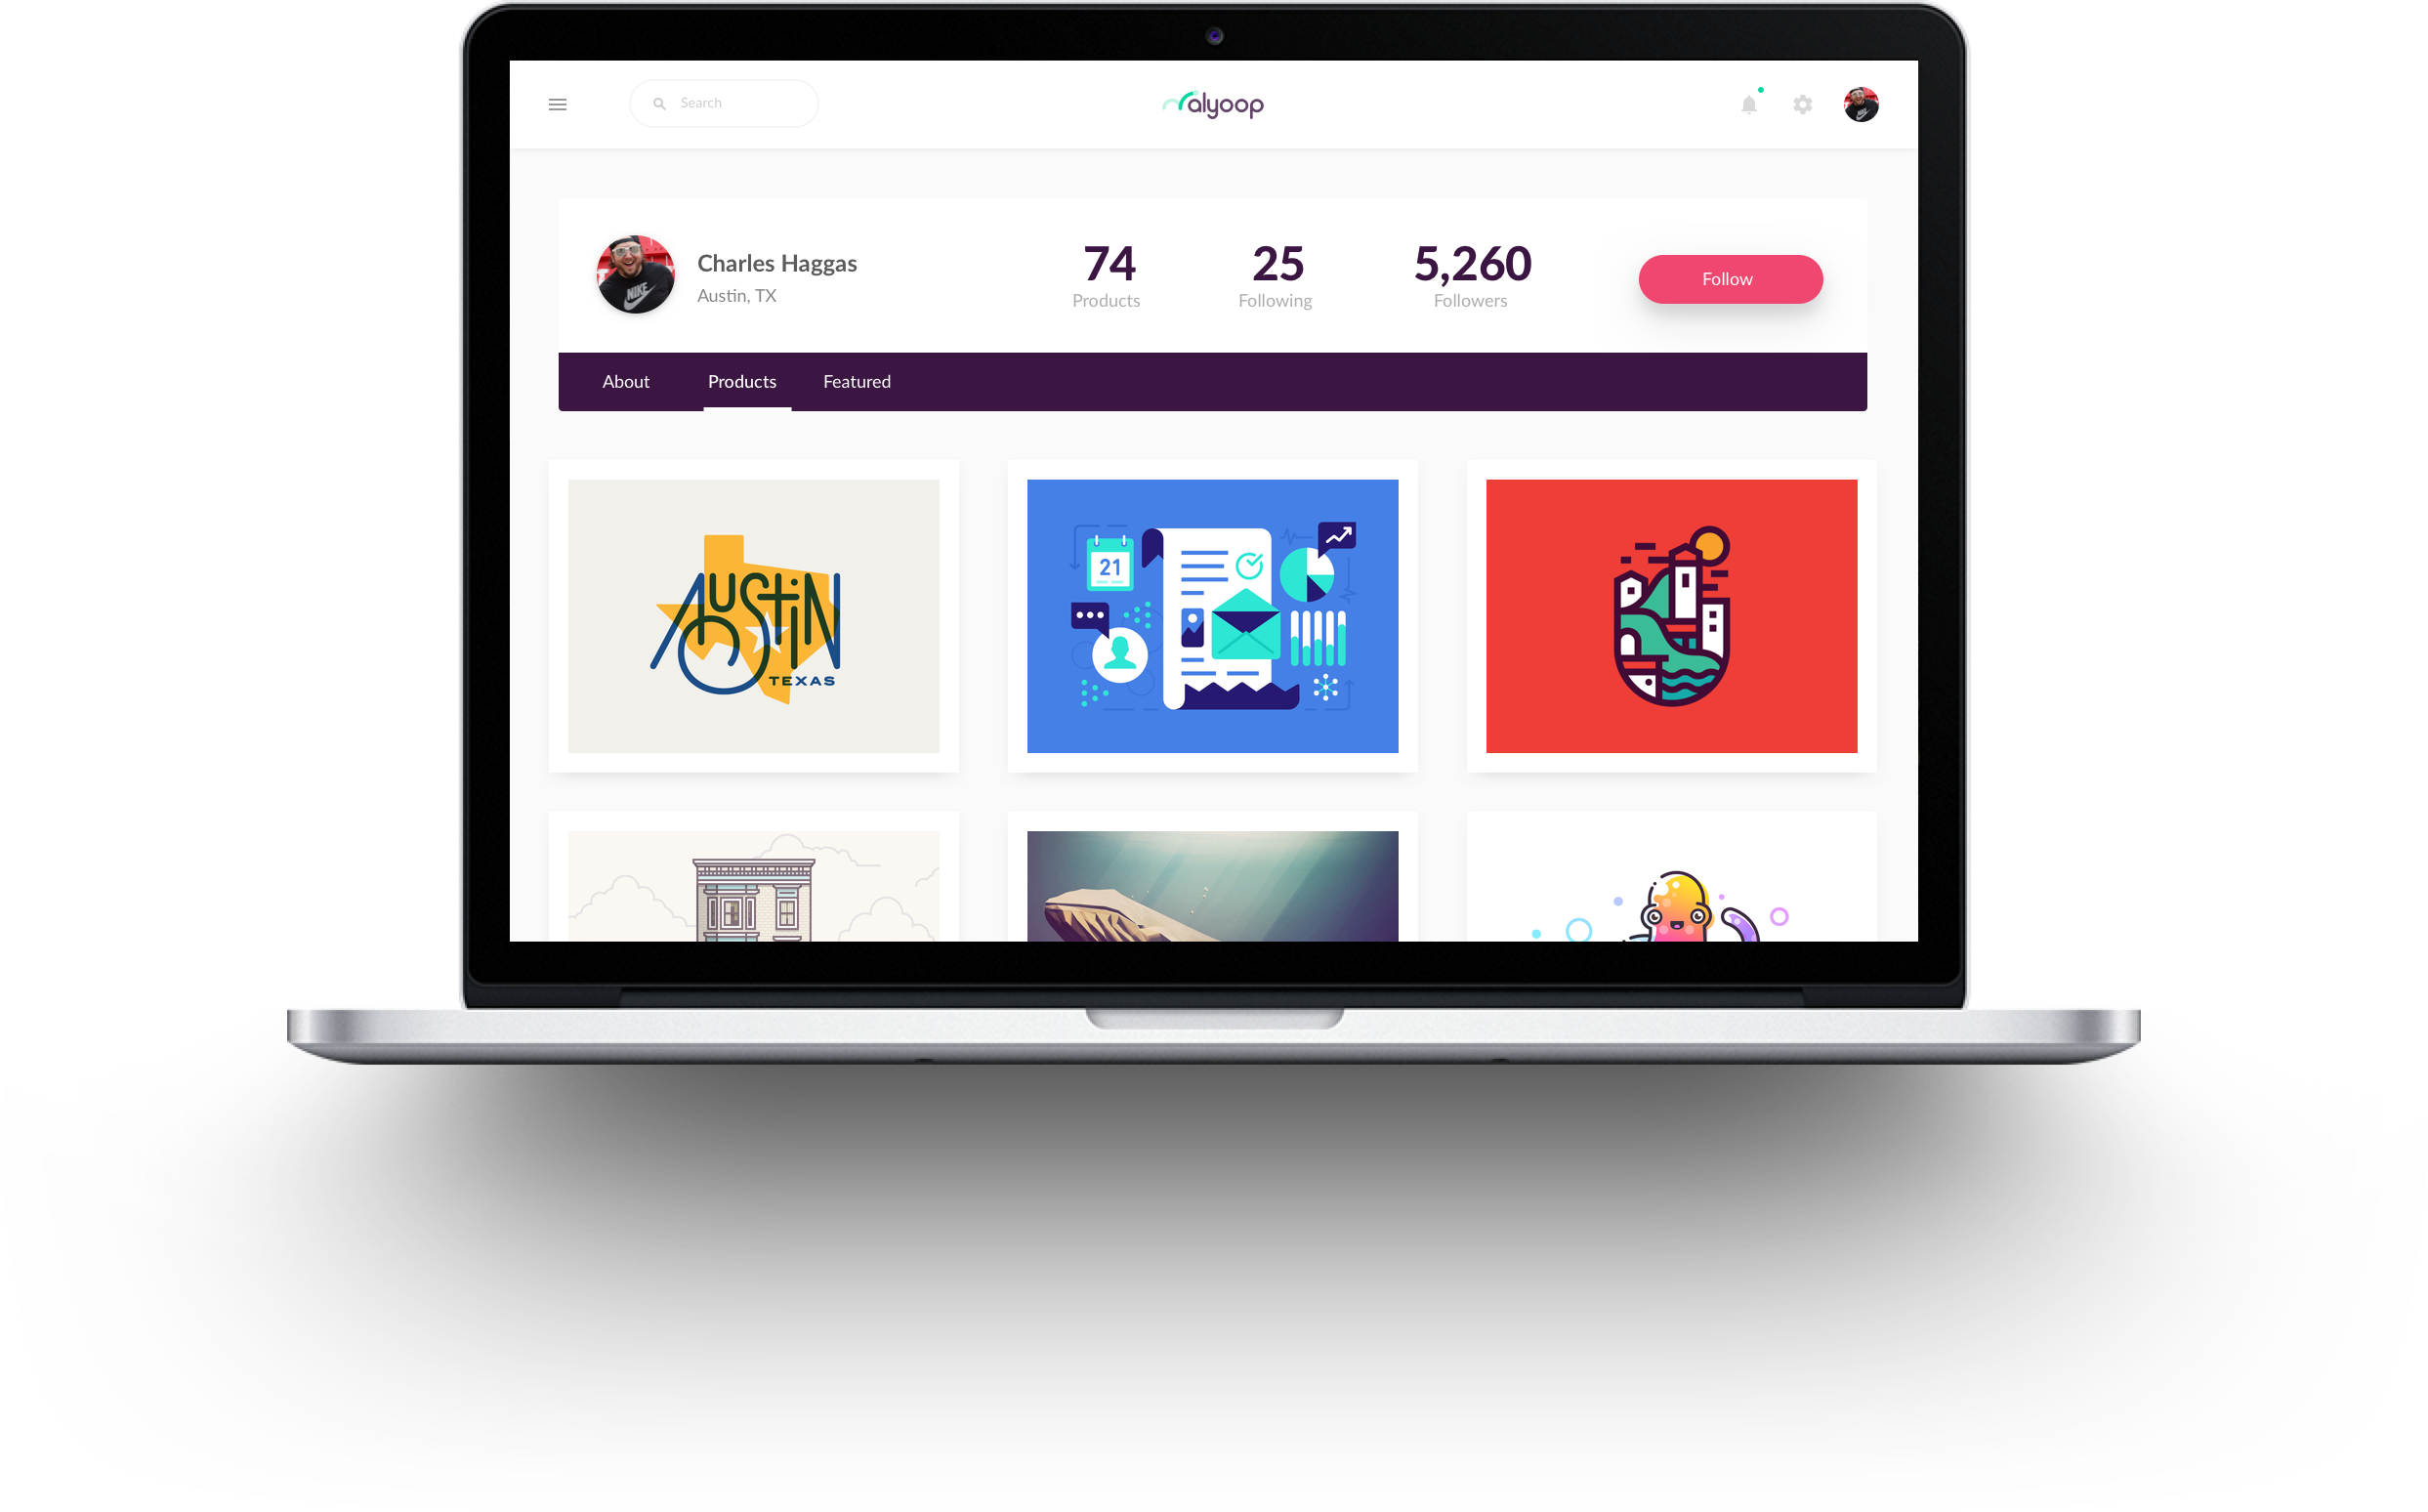 Search
alyoop
Charles Haggas
Austin, TX
74
Products
25
Following
5,260
Followers
Follow
About
Products
Featured
AUSTIN
TEXAS
21
NIKE